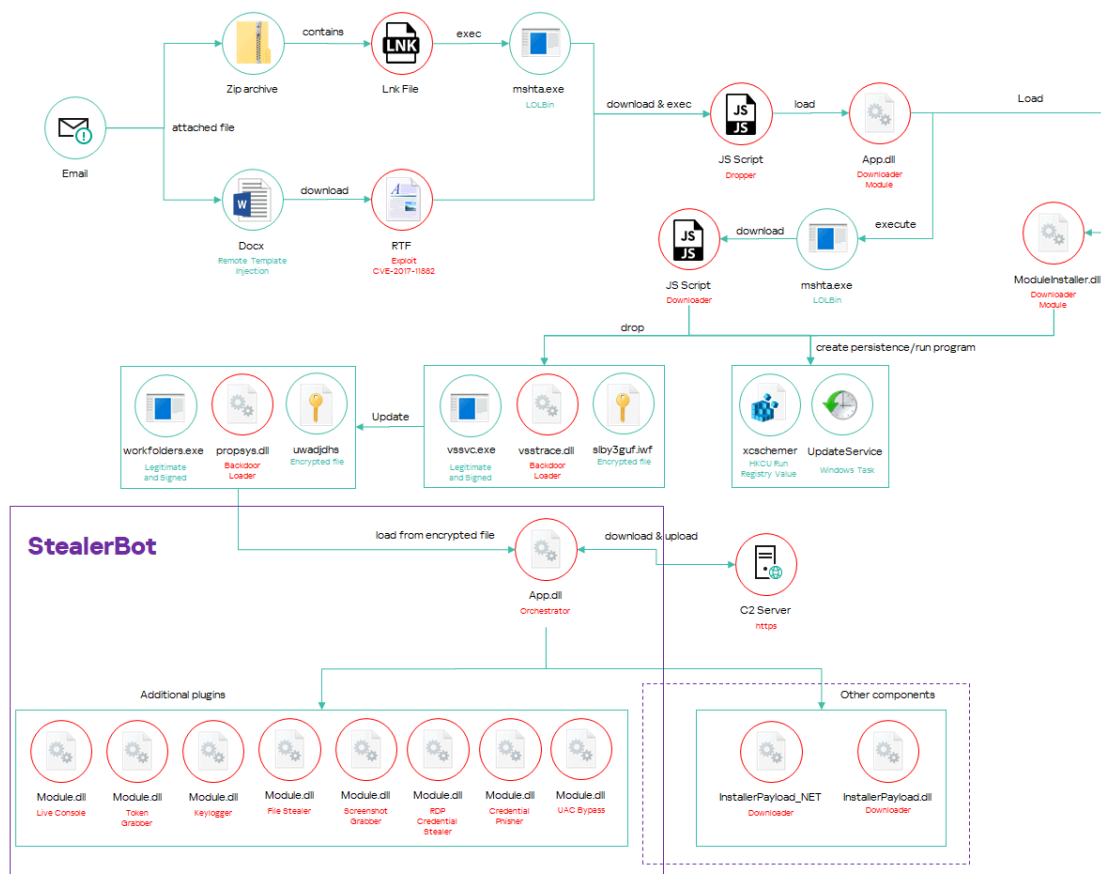 contains
exec
LNK
Zip archive
Lnk File
mshta.exe
LOLBin
download & exec
load
Load
JS
JS
attached file
Email
JS Script
Dropper
App.dll
Downloader
Module
download
W
A
Docx
Remote Template
Injection
RTF
Exploit
CVE-2017-11882
download
execute
JS
JS
JS Script
Downloader
mshta.exe
LOLBin
ModuleInstaller.dll
Downloader
Module
drop
create persistence/run program
Update
workfolders.exe
Legitimate
and Signed
propsys.dll
Backdoor
Loader
uwadjdhs
Encrypted file
vssvc.exe
Legitimate
and Signed
vsstrace.dll
Backdoor
Loader
slby3guf.iwf
Encrypted file
xcschemer
HKCU Run
Registry Value
UpdateService
Windows Task
StealerBot
load from encrypted file
download & upload
App.dll
Orchestrator
C2 Server
https
Additional plugins
Other components
Module.dll
Live Console
Module.dll
Token
Grabber
Module.dll
Keylogger
Module.dll
File Stealer
Module.dll
Screenshot
Grabber
Module.dll
RDP
Credential
Stealer
Module.dll
Credential
Phisher
Module.dll
UAC Bypass
InstallerPayload_NET
Downloader
InstallerPayload.dll
Downloader